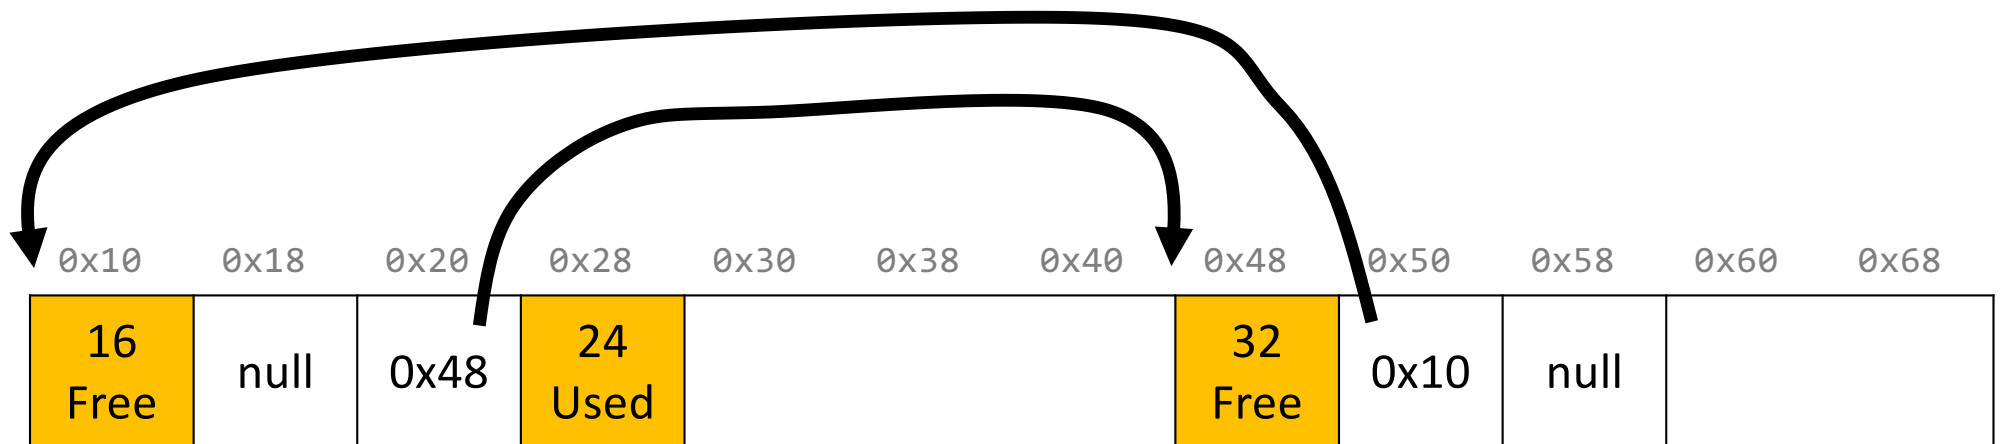 0x10 0x18 0x20 0x28 0x30 0x38 0x40 0x48 0x50 0x58 0x60 0x68
16 24 32
null 0x48 0x10 null
Free Used Free